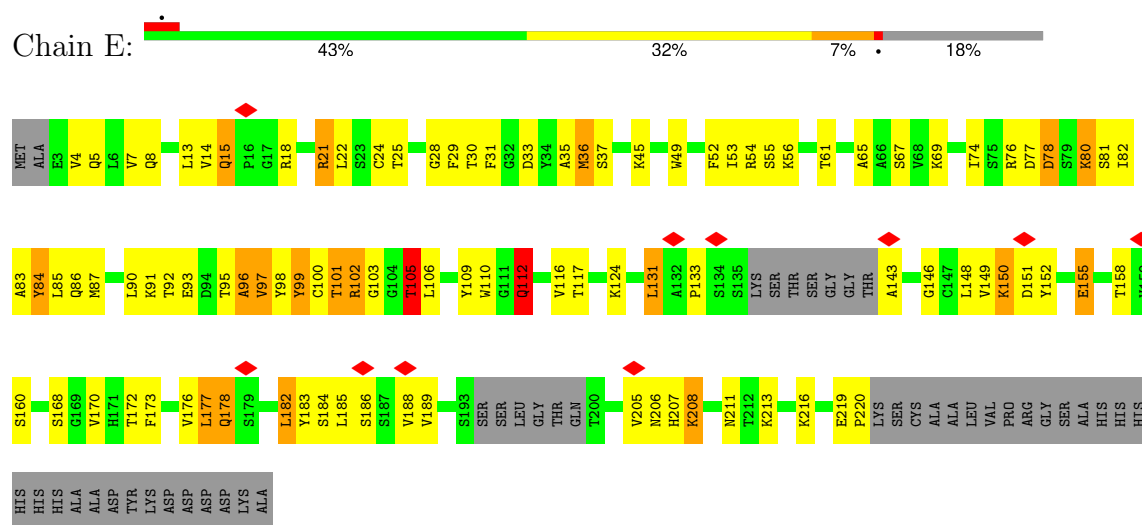 Chain E:
43% 32% 7% 18%
MET ALA E3 V4 Q5 L6 V7 Q8 L13 V14 Q15 P16 G17 R18 R21 L22 S23 C24 T25 G28 F29 T30 F31 G32 D33 Y34 A35 M36 S37 K45 W49 F52 I53 R54 S55 K56 T61 A65 A66 S67 V68 K69 I74 S75 R76 D77 D78 S79 K80 S81 I82
A83 Y84 L85 Q86 M87 L90 K91 T92 E93 D94 T95 A96 V97 Y98 Y99 C100 T101 R102 G103 G104 T105 L106 Y109 W110 G111 Q112 V116 T117 K124 L131 A132 P133 S134 S135 LYS SER THR SER GLY GLY THR A143 G146 C147 L148 V149 K150 D151 Y152 E155 T158
S160 S168 G169 V170 H171 T172 F173 V176 L177 Q178 S179 L182 Y183 S184 L185 S186 S187 V188 V189 S193 SER SER LEU GLY THR GLN T200 V205 N206 H207 K208 N211 T212 K213 K216 E219 P220 LYS SER CYS ALA ALA LEU VAL PRO ARG GLY SER ALA HIS HIS HIS
HIS HIS HIS ALA ALA ASP TYR LYS ASP ASP ASP ASP LYS ALA